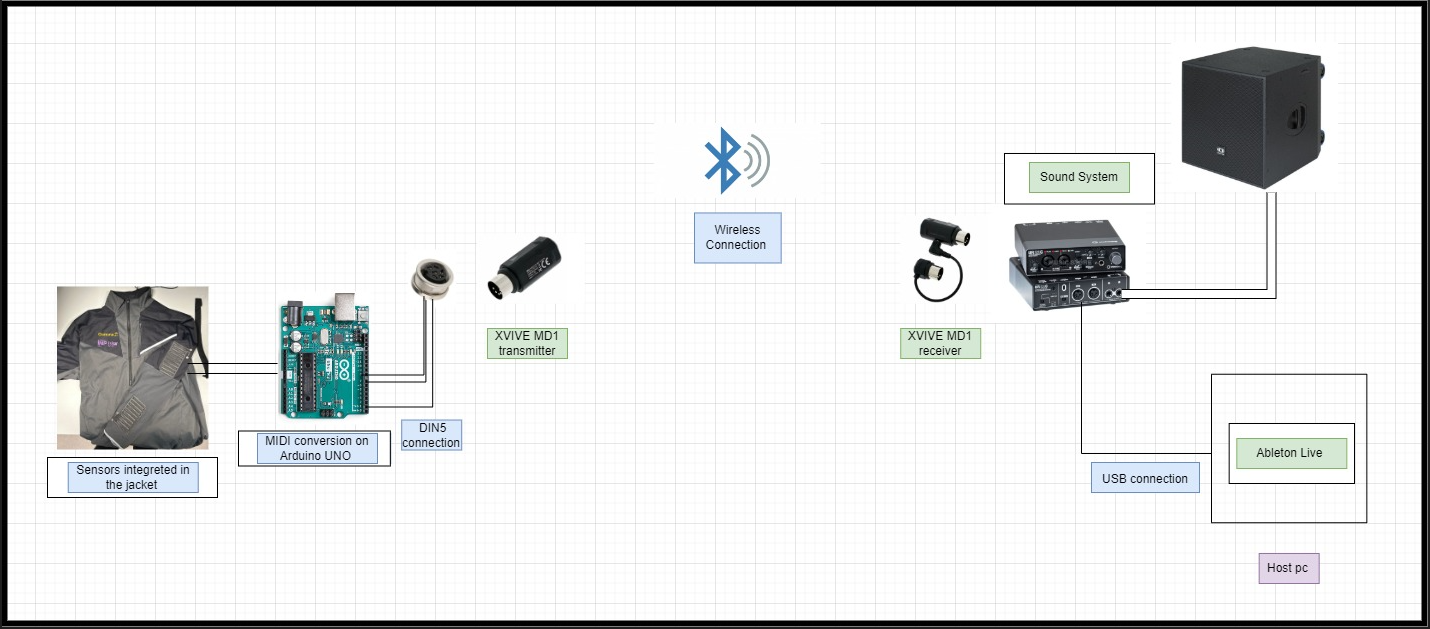 Sound System
Wireless
Connection
XVIVE MD1
transmitter
XVIVE MD1
receiver
DIN5
connection
MIDI conversion on
Arduino UNO
Sensors integreted in
the jacket
Ableton Live
USB connection
Host pc